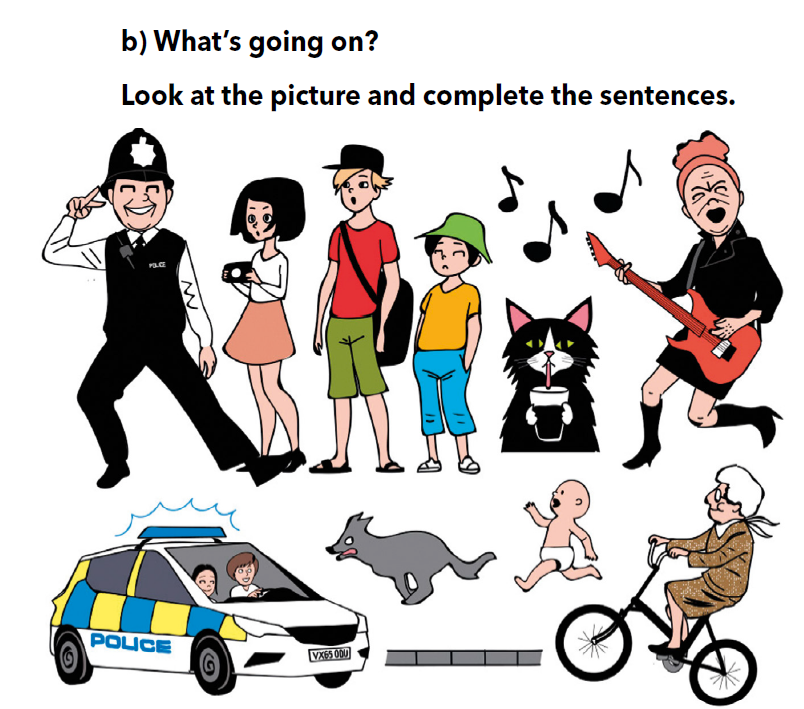 b) What's going on?
Look at the picture and complete the sentences.
POLICE
POLICE
VX65 ODU